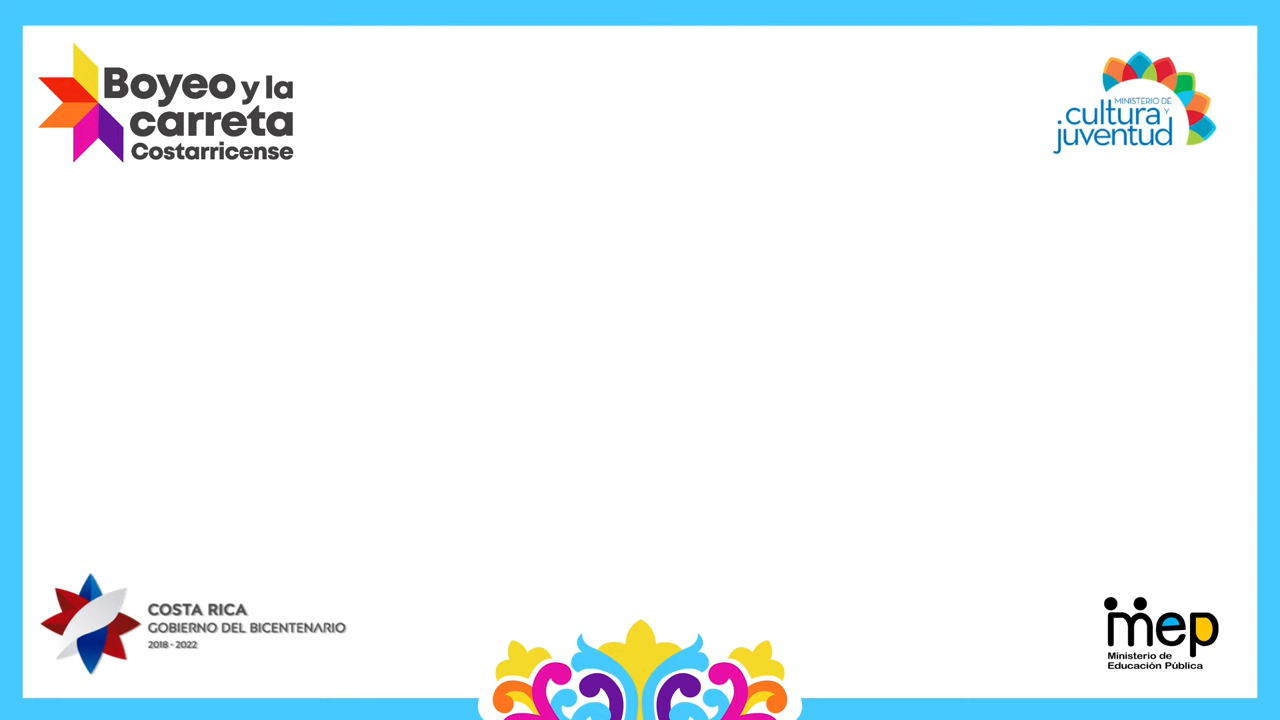 Boyeo y la
carreta
Costarricense
MINISTERIO DE
cultura y
juventud
COSTA RICA
GOBIERNO DEL BICENTENARIO
2018 - 2022
mep
Ministerio de
Educación Pública